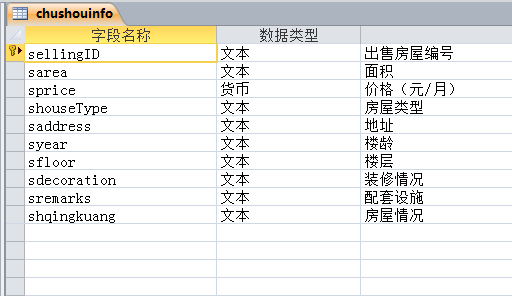 chushouinfo
字段名称 数据类型
sellingID 文本 出售房屋编号
sarea 文本 面积
sprice 货币 价格（元/月）
shouseType 文本 房屋类型
saddress 文本 地址
syear 文本 楼龄
sfloor 文本 楼层
sdecoration 文本 装修情况
sremarks 文本 配套设施
shqingkuang 文本 房屋情况